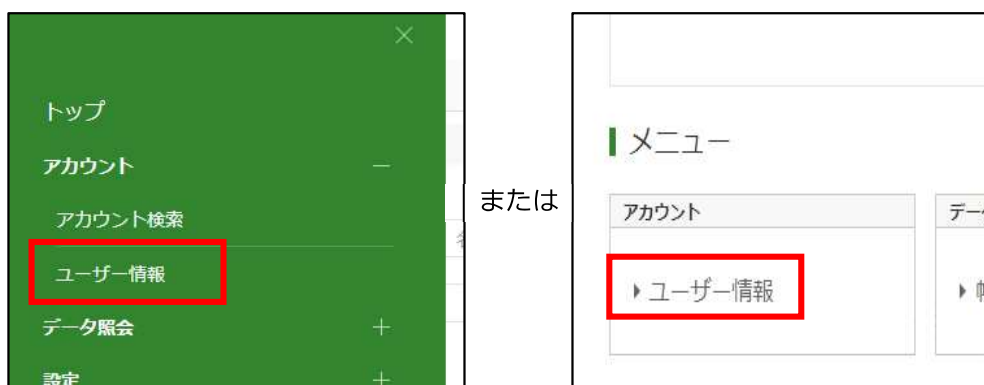 トップ
アカウント
アカウント検索
ユーザー情報
データ照会
設定
または
メニュー
アカウント
ユーザー情報
デー